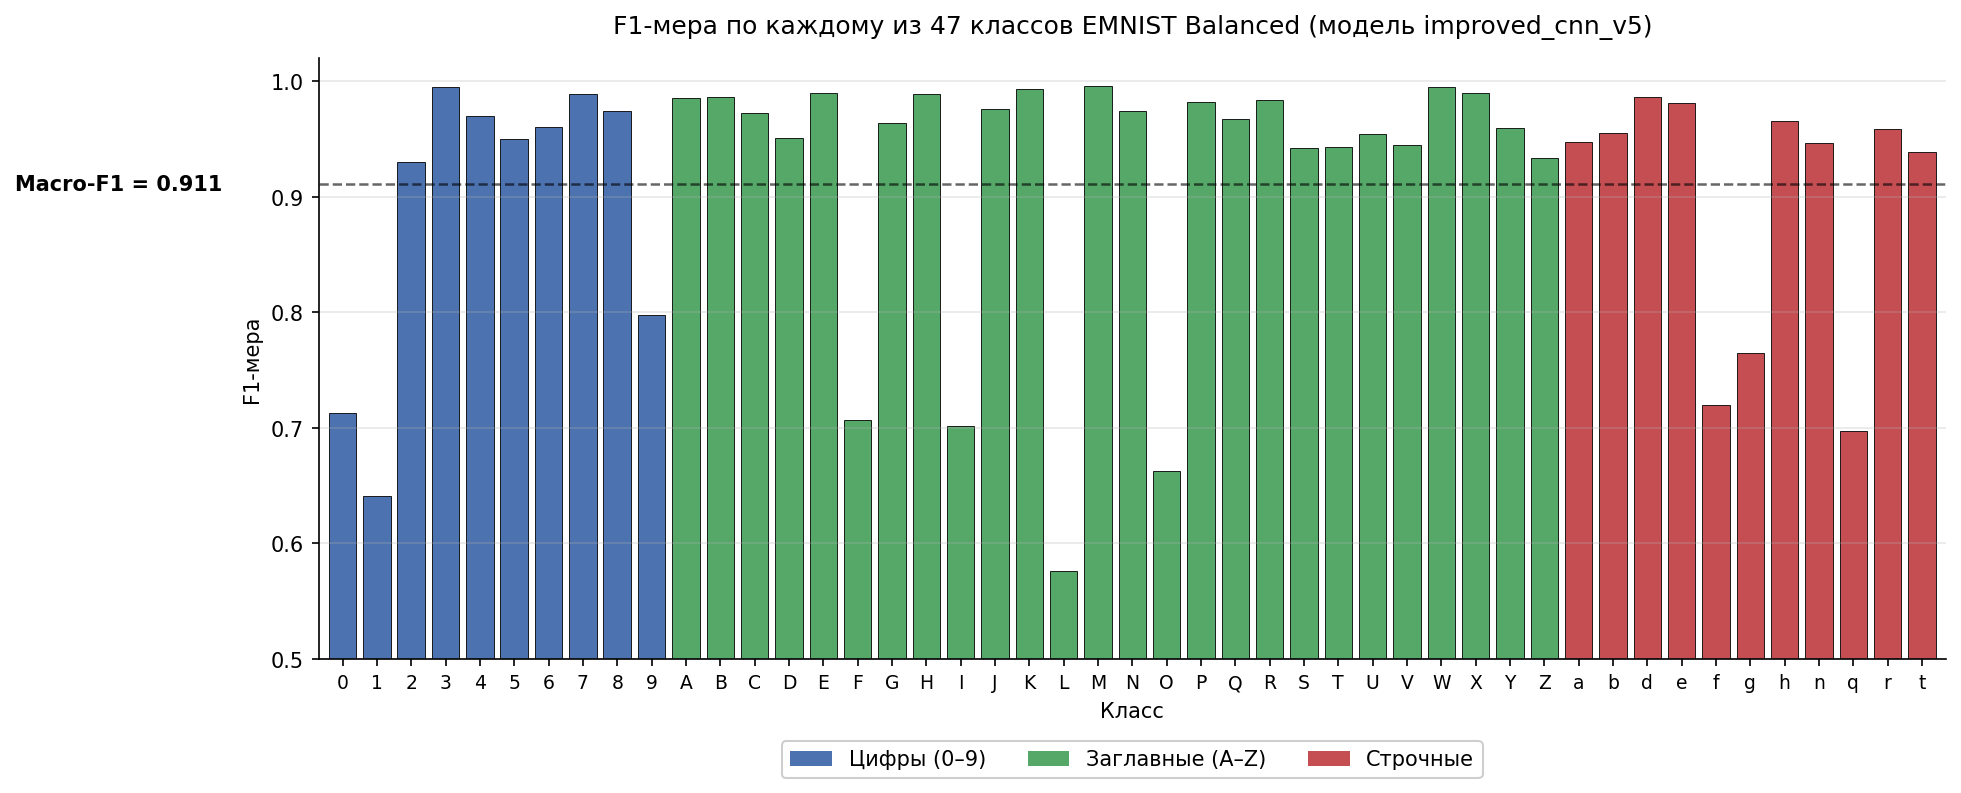 F1-мера по каждому из 47 классов EMNIST Balanced (модель improved_cnn_v5)
1.0
Macro-F1 = 0.911
0.9
0.8
F1-мера
0.7
0.6
0.5
0 1 2 3 4 5 6 7 8 9 A B C D E F G H I J K L M N O P Q R S T U V W X Y Z a b d e f g h n q r t
Класс
Цифры (0–9) Заглавные (A–Z) Строчные